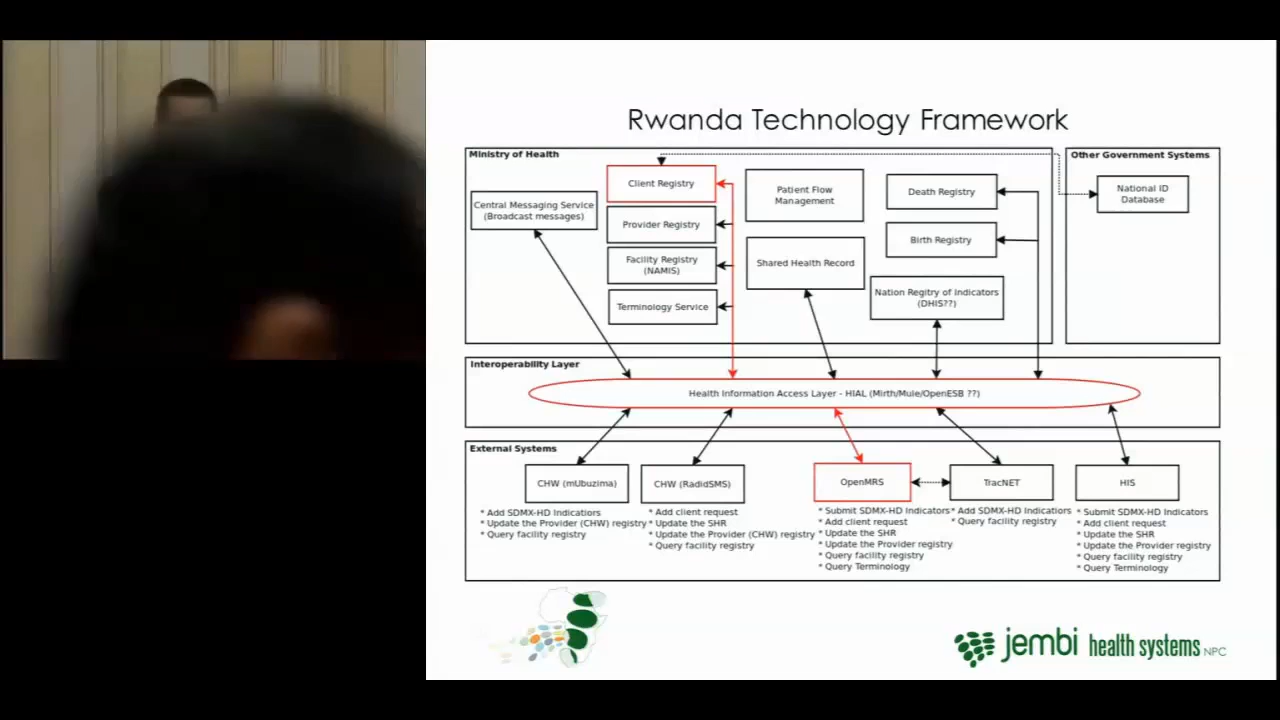 Rwanda Technology Framework
Ministry of Health
Other Government Systems
Central Messaging Service
(Broadcast messages)
Client Registry
Provider Registry
Facility Registry
(NAMIS)
Terminology Service
Patient Flow
Management
Shared Health Record
Death Registry
Birth Registry
Nation Regitry of Indicators
(DHIS??)
National ID
Database
Interoperability Layer
Health Information Access Layer - HIAL (Mirth/Mule/OpenESB ??)
External Systems
CHW (mUbuzima)
* Add SDMX-HD Indicatiors
* Update the Provider (CHW) registry
* Query facility registry
CHW (RadidSMS)
* Add client request
* Update the SHR
* Update the Provider (CHW) registry
* Query facility registry
OpenMRS
* Submit SDMX-HD Indicators
* Add client request
* Update the SHR
* Update the Provider registry
* Query facility registry
* Query Terminology
TracNET
* Add SDMX-HD Indicatiors
* Query facility registry
HIS
* Submit SDMX-HD Indicators
* Add client request
* Update the SHR
* Update the Provider registry
* Query facility registry
* Query Terminology
jembi health systems NPC